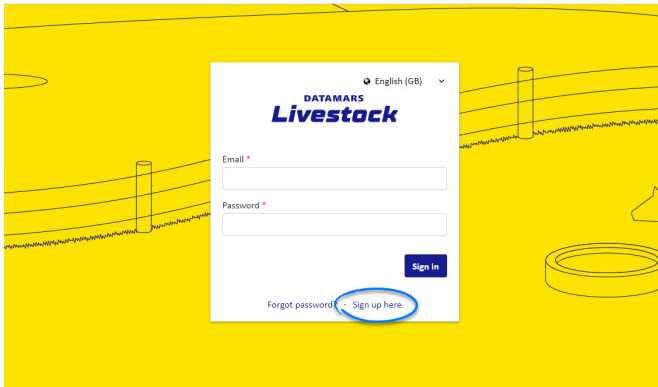 English (GB)
DATAMARS
Livestock
Email *
Password *
Sign in
Forgot password? - Sign up here